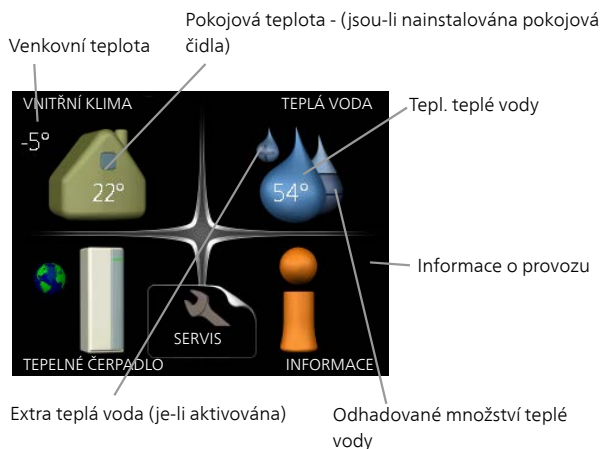 Pokojová teplota - (jsou-li nainstalována pokojová
čidla)
Venkovní teplota
VNITŘNÍ KLIMA
TEPLÁ VODA
Tepl. teplé vody
-5°
22°
54°
Informace o provozu
SERVIS
TEPELNÉ ČERPADLO
INFORMACE
Extra teplá voda (je-li aktivována)
Odhadované množství teplé
vody